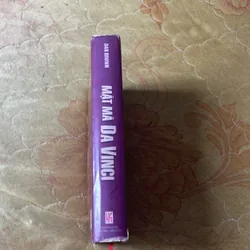 DAN BROWN
MẬT MÃ DA VINCI